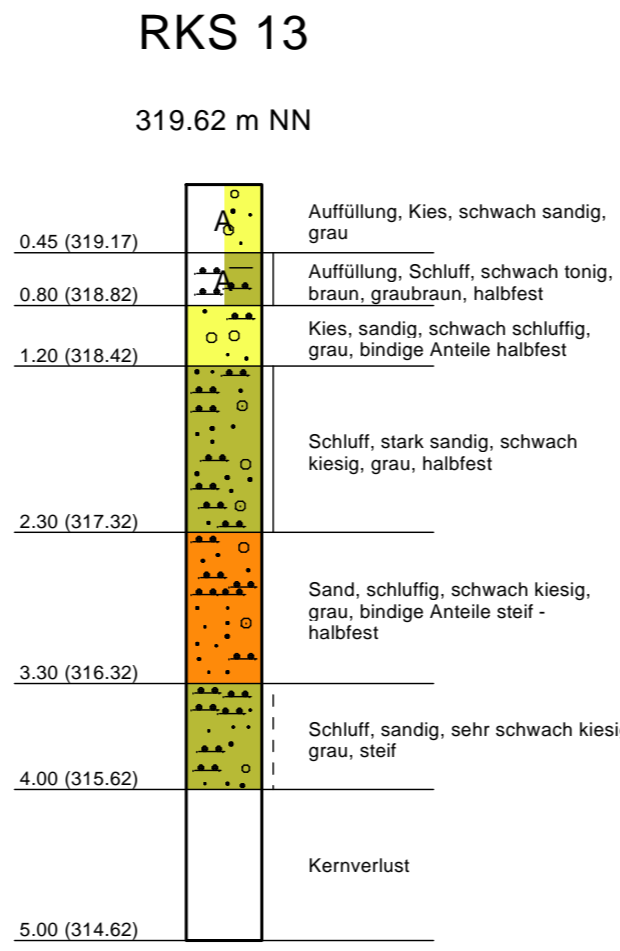 RKS 13
319.62 m NN
A
Auffüllung, Kies, schwach sandig,
grau
0.45 (319.17)
A
Auffüllung, Schluff, schwach tonig,
braun, graubraun, halbfest
0.80 (318.82)
Kies, sandig, schwach schluffig,
grau, bindige Anteile halbfest
1.20 (318.42)
Schluff, stark sandig, schwach
kiesig, grau, halbfest
2.30 (317.32)
Sand, schluffig, schwach kiesig,
grau, bindige Anteile steif -
halbfest
3.30 (316.32)
Schluff, sandig, sehr schwach kiesi
grau, steif
4.00 (315.62)
Kernverlust
5.00 (314.62)